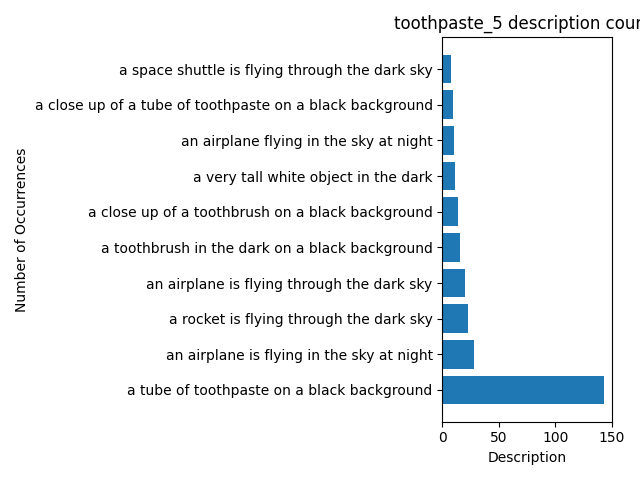 toothpaste_5 description cour
a space shuttle is flying through the dark sky
a close up of a tube of toothpaste on a black background
an airplane flying in the sky at night
a very tall white object in the dark
a close up of a toothbrush on a black background
a toothbrush in the dark on a black background
an airplane is flying through the dark sky
a rocket is flying through the dark sky
an airplane is flying in the sky at night
a tube of toothpaste on a black background
Number of Occurrences
0 50 100 150
Description